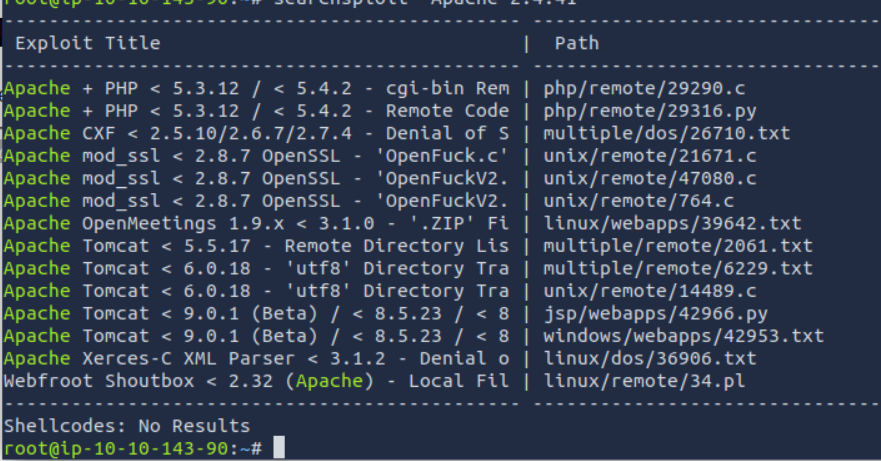 root@ip-10-10-143-90:~# searchsploit Apache 2.4.41
Exploit Title | Path
Apache + PHP < 5.3.12 / < 5.4.2 - cgi-bin Rem | php/remote/29290.c
Apache + PHP < 5.3.12 / < 5.4.2 - Remote Code | php/remote/29316.py
Apache CXF < 2.5.10/2.6.7/2.7.4 - Denial of S | multiple/dos/26710.txt
Apache mod_ssl < 2.8.7 OpenSSL - 'OpenFuck.c' | unix/remote/21671.c
Apache mod_ssl < 2.8.7 OpenSSL - 'OpenFuckV2. | unix/remote/47080.c
Apache mod_ssl < 2.8.7 OpenSSL - 'OpenFuckV2. | unix/remote/764.c
Apache OpenMeetings 1.9.x < 3.1.0 - '.ZIP' Fi | linux/webapps/39642.txt
Apache Tomcat < 5.5.17 - Remote Directory Lis | multiple/remote/2061.txt
Apache Tomcat < 6.0.18 - 'utf8' Directory Tra | multiple/remote/6229.txt
Apache Tomcat < 6.0.18 - 'utf8' Directory Tra | unix/remote/14489.c
Apache Tomcat < 9.0.1 (Beta) / < 8.5.23 / < 8 | jsp/webapps/42966.py
Apache Tomcat < 9.0.1 (Beta) / < 8.5.23 / < 8 | windows/webapps/42953.txt
Apache Xerces-C XML Parser < 3.1.2 - Denial o | linux/dos/36906.txt
Webfroot Shoutbox < 2.32 (Apache) - Local Fil | linux/remote/34.pl
Shellcodes: No Results
root@ip-10-10-143-90:~#